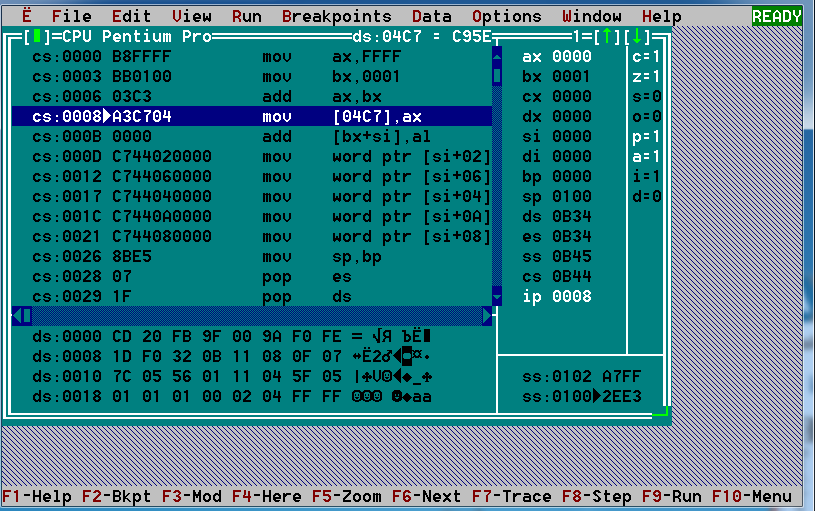 Ë File Edit View Run Breakpoints Data Options Window Help READY
[■]=CPU Pentium Pro ds:04C7 = C95E 1=[↑][↓]
cs:0000 B8FFFF mov ax,FFFF ax 0000 c=1
cs:0003 BB0100 mov bx,0001 bx 0001 z=1
cs:0006 03C3 add ax,bx cx 0000 s=0
cs:0008►A3C704 mov [04C7],ax dx 0000 o=0
cs:000B 0000 add [bx+si],al si 0000 p=1
cs:000D C744020000 mov word ptr [si+02] di 0000 a=1
cs:0012 C744060000 mov word ptr [si+06] bp 0000 i=1
cs:0017 C744040000 mov word ptr [si+04] sp 0100 d=0
cs:001C C7440A0000 mov word ptr [si+0A] ds 0B34
cs:0021 C744080000 mov word ptr [si+08] es 0B34
cs:0026 8BE5 mov sp,bp ss 0B45
cs:0028 07 pop es cs 0B44
cs:0029 1F pop ds ip 0008
ds:0000 CD 20 FB 9F 00 9A F0 FE = √Я ЪË■
ds:0008 1D F0 32 0B 11 08 0F 07 ↔Ë2♂◄◘¤•
ds:0010 7C 05 56 01 11 04 5F 05 |♣V☺◄♦_♣ ss:0102 A7FF
ds:0018 01 01 01 00 02 04 FF FF ☺☺☺ ☻♦aa ss:0100►2EE3
F1-Help F2-Bkpt F3-Mod F4-Here F5-Zoom F6-Next F7-Trace F8-Step F9-Run F10-Menu